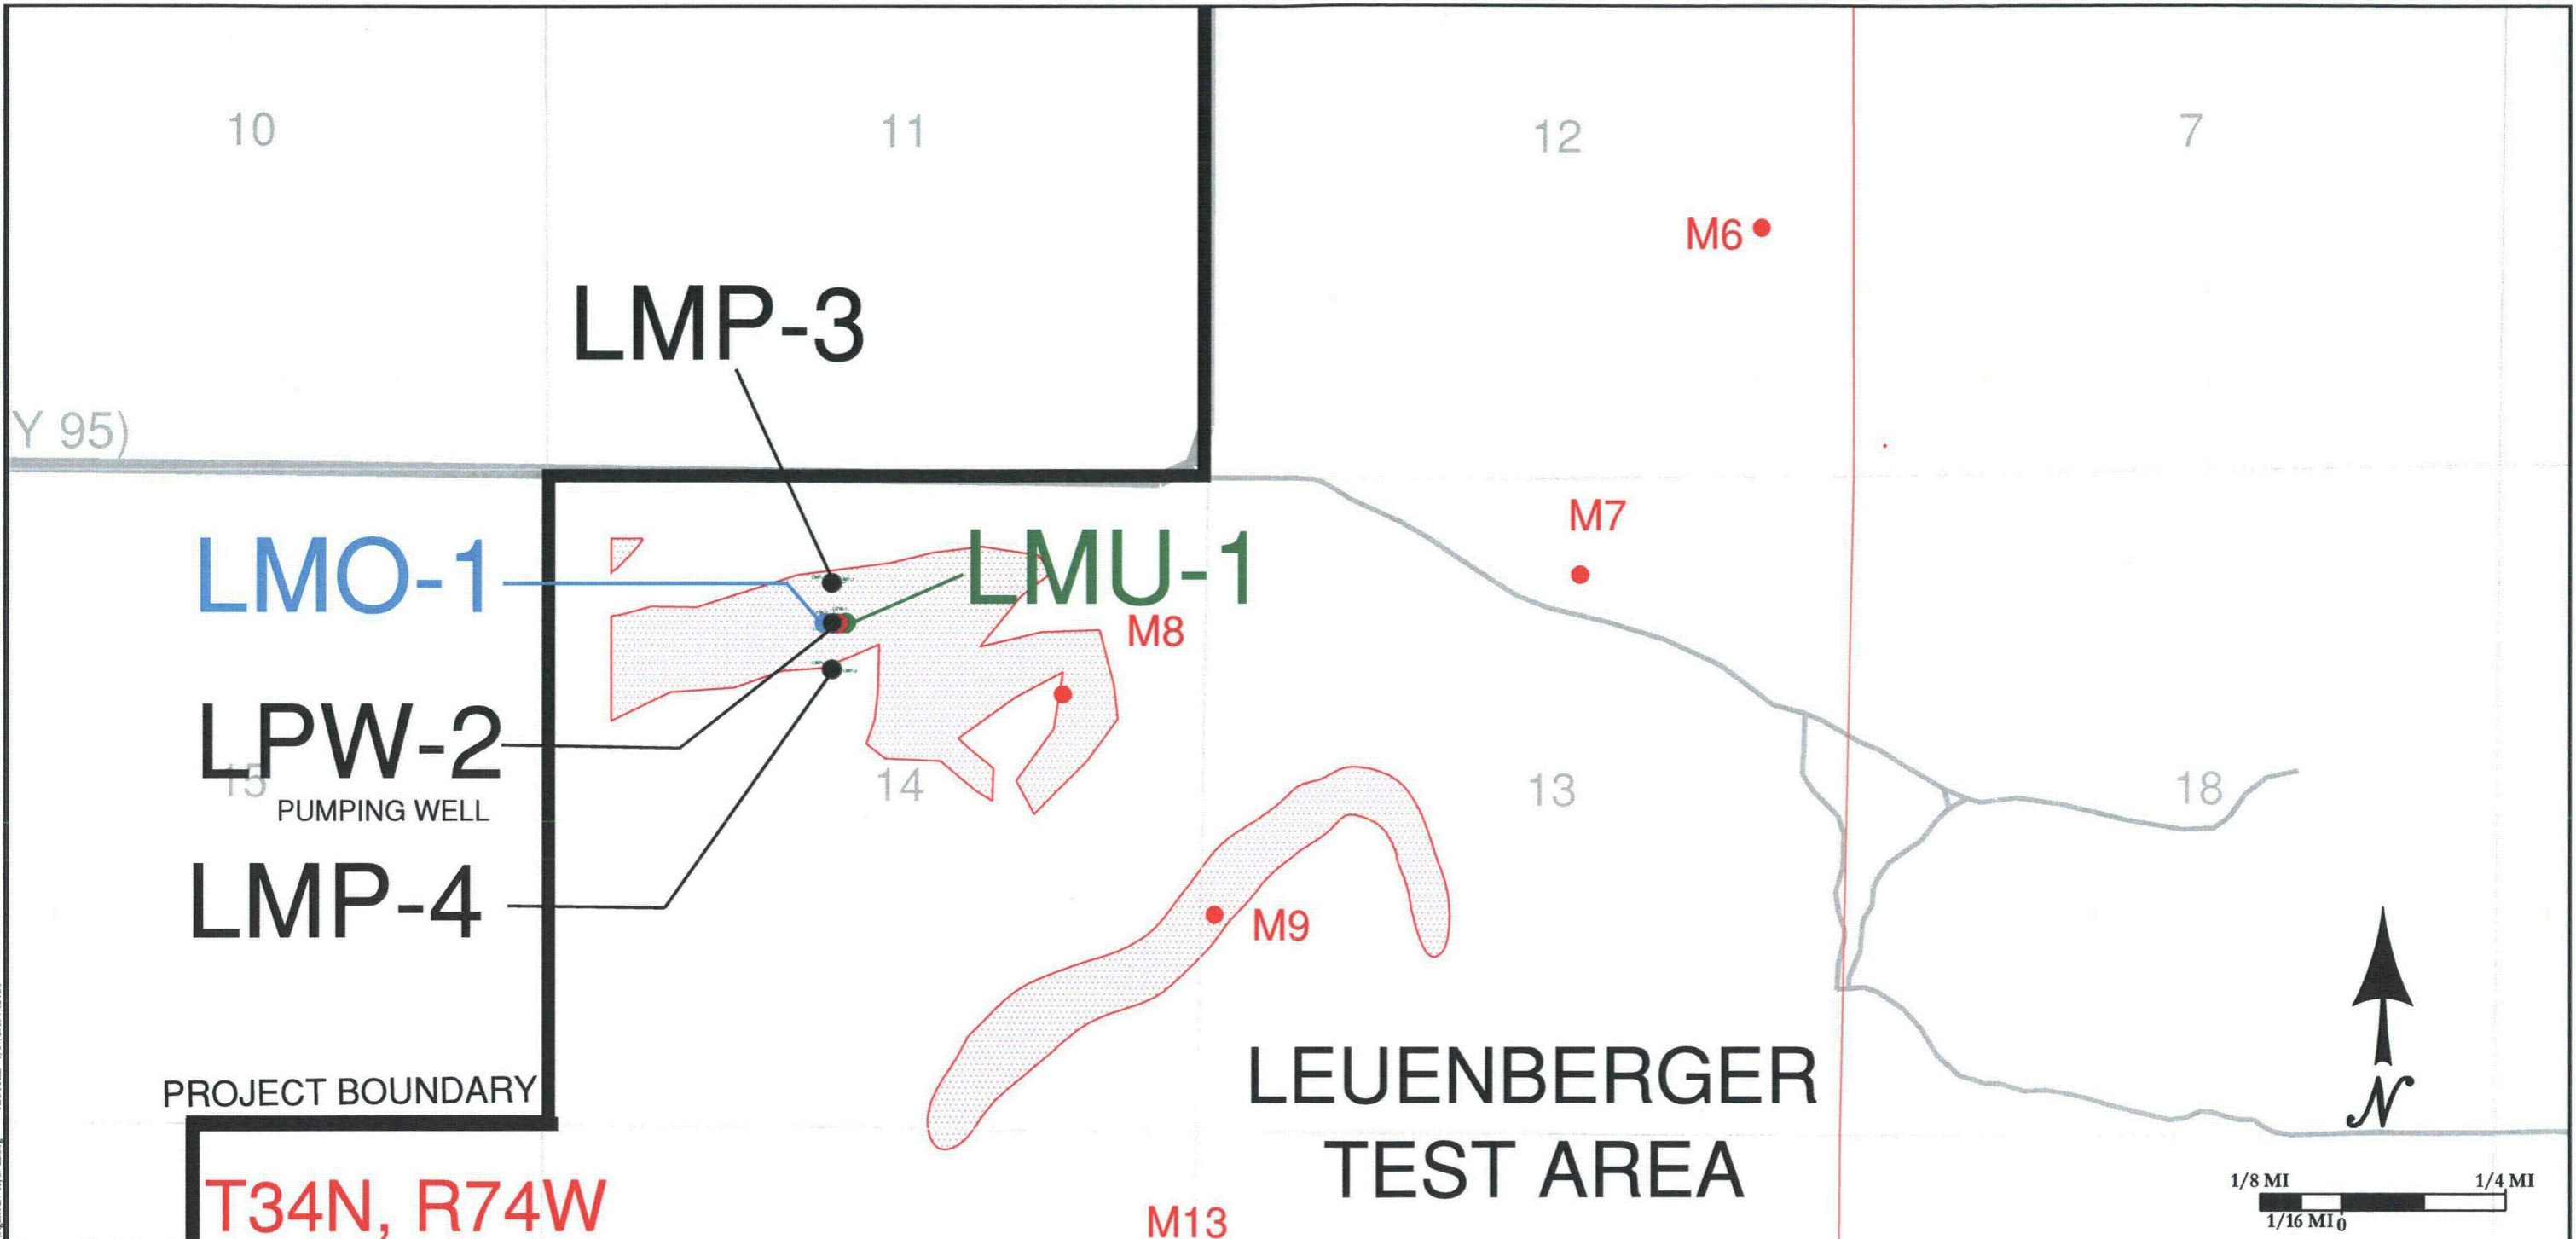 10
11
12
7
M6
LMP-3
Y 95)
M7
LMO-1
LMU-1
M8
LPW-2
15
PUMPING WELL
14
13
18
LMP-4
M9
LEUENBERGER
TEST AREA
PROJECT BOUNDARY
N
T34N, R74W
M13
1/8 MI
1/4 MI
1/16 MI
0